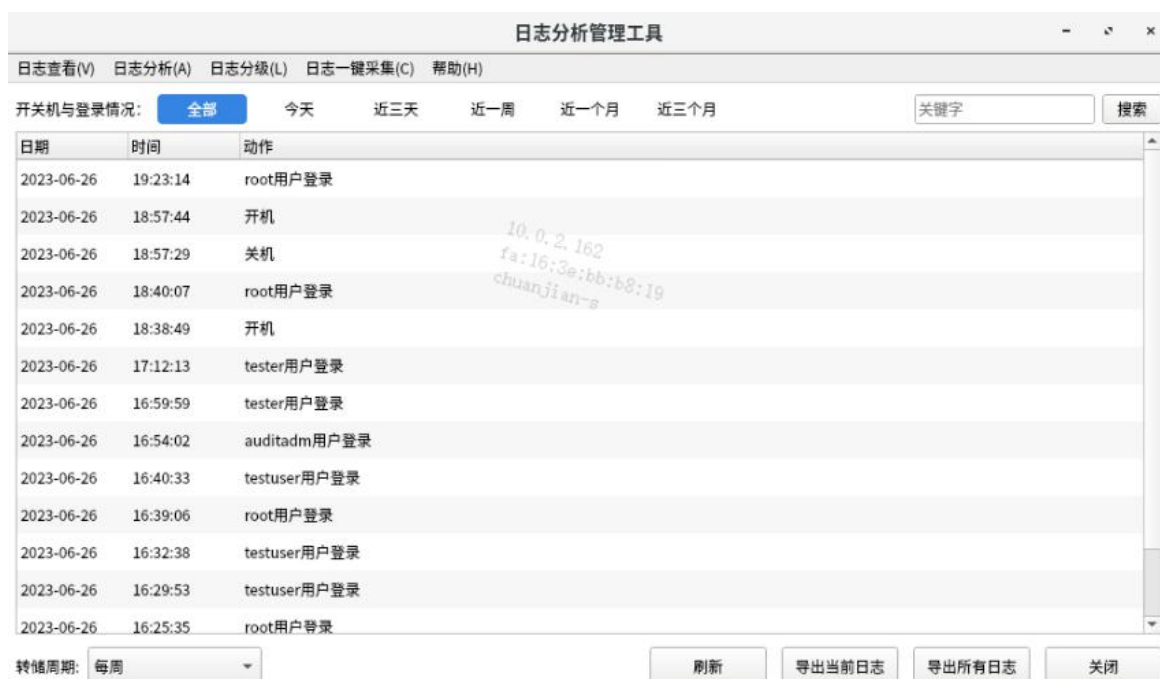 日志分析管理工具
日志查看(V) 日志分析(A) 日志分级(L) 日志一键采集(C) 帮助(H)
开关机与登录情况: 全部 今天 近三天 近一周 近一个月 近三个月 关键字 搜索
日期 时间 动作
2023-06-26 19:23:14 root用户登录
2023-06-26 18:57:44 开机
2023-06-26 18:57:29 关机
2023-06-26 18:40:07 root用户登录
2023-06-26 18:38:49 开机
2023-06-26 17:12:13 tester用户登录
2023-06-26 16:59:59 tester用户登录
2023-06-26 16:54:02 auditadm用户登录
2023-06-26 16:40:33 testuser用户登录
2023-06-26 16:39:06 root用户登录
2023-06-26 16:32:38 testuser用户登录
2023-06-26 16:29:53 testuser用户登录
2023-06-26 16:25:35 root用户登录
10.0.2.162
fa:16:3e:bb:b8:19
chuanjian-s
转储周期: 每周 刷新 导出当前日志 导出所有日志 关闭